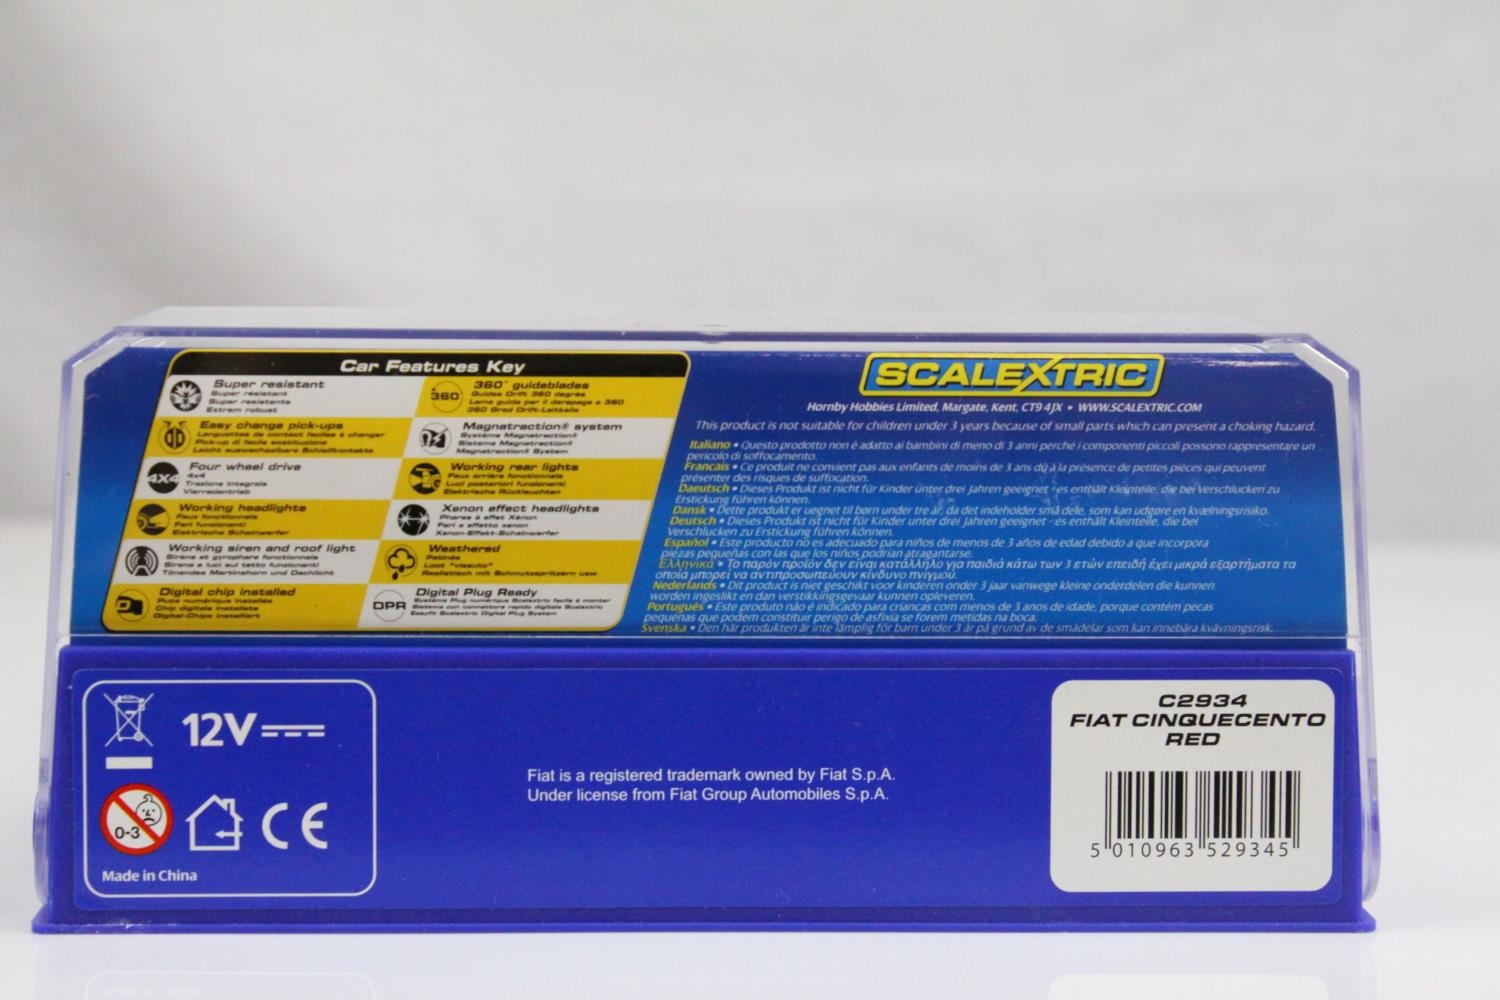 Car Features Key
Super resistant
Super résistant
Super resistente
Extrem robust
360° guideblades
Guides Drift 360 degrés
Lame guida per il derapage a 360
360 Grad Drift-Leitkeile
360
Easy change pick-ups
Languettes de contact faciles à changer
Pick-up di facile sostituzione
Leicht auswechselbare Schleifkontakte
Magnatraction® system
Système Magnatraction®
Sistema Magnatraction®
Magnatraction® System
4X4
Four wheel drive
4x4
Trazione integrale
Vierradantrieb
Working rear lights
Feux arrière fonctionnels
Luci posteriori funzionanti
Elektrische Rückleuchten
Working headlights
Feux fonctionnels
Fari funzionanti
Elektrische Scheinwerfer
Xenon effect headlights
Phares à effet Xénon
Fari a effetto xenon
Xenon-Effekt-Scheinwerfer
Working siren and roof light
Sirène et gyrophare fonctionnels
Sirena e luci sul tetto funzionanti
Tönendes Martinshorn und Dachlicht
Weathered
Patinée
Look "vissuto"
Realistisch mit Schmutzspritzern usw
Digital chip installed
Puce numérique installée
Chip digitale installato
Digital-Chips installiert
DPR
Digital Plug Ready
Système Plug numérique Scalextric facile à monter
Sistema con connettore rapido digitale Scalextric
Easyfit Scalextric Digital Plug System
SCALEXTRIC
Hornby Hobbies Limited, Margate, Kent, CT9 4JX • WWW.SCALEXTRIC.COM
This product is not suitable for children under 3 years because of small parts which can present a choking hazard.
Italiano • Questo prodotto non è adatto ai bambini di meno di 3 anni perché i componenti piccoli possono rappresentare un
pericolo di soffocamento.
Francais • Ce produit ne convient pas aux enfants de moins de 3 ans dû à la présence de petites pièces qui peuvent
présenter des risques de suffocation.
Daeutsch • Dieses Produkt ist nicht für Kinder unter drei Jahren geeignet - es enthält Kleinteile, die bei Verschlucken zu
Erstickung führen können.
Dansk • Dette produkt er uegnet til børn under tre år, da det indeholder små dele, som kan udgøre en kvælningsrisiko.
Deutsch • Dieses Produkt ist nicht für Kinder unter drei Jahren geeignet - es enthält Kleinteile, die bei
Verschlucken zu Erstickung führen können.
Español • Este producto no es adecuado para niños de menos de 3 años de edad debido a que incorpora
piezas pequeñas con las que los niños podrían atragantarse.
Ελληνικά • Το παρόν προϊόν δεν είναι κατάλληλο για παιδιά κάτω των 3 ετών επειδή έχει μικρά εξαρτήματα τα
οποία μπορεί να αντιπροσωπεύουν κίνδυνο πνιγμού.
Nederlands • Dit product is niet geschikt voor kinderen onder 3 jaar vanwege kleine onderdelen die kunnen
worden ingeslikt en dan verstikkingsgevaar kunnen opleveren.
Português • Este produto não é indicado para criancas com menos de 3 anos de idade, porque contém pecas
pequenas que podem constituir perigo de asfixia se forem metidas na boca.
Svenska • Den här produkten är inte lämplig för barn under 3 år på grund av de smådelar som kan innebära kvävningsrisk.
12V
0-3
CE
Made in China
Fiat is a registered trademark owned by Fiat S.p.A.
Under license from Fiat Group Automobiles S.p.A.
C2934
FIAT CINQUECENTO
RED
5 010963 529345